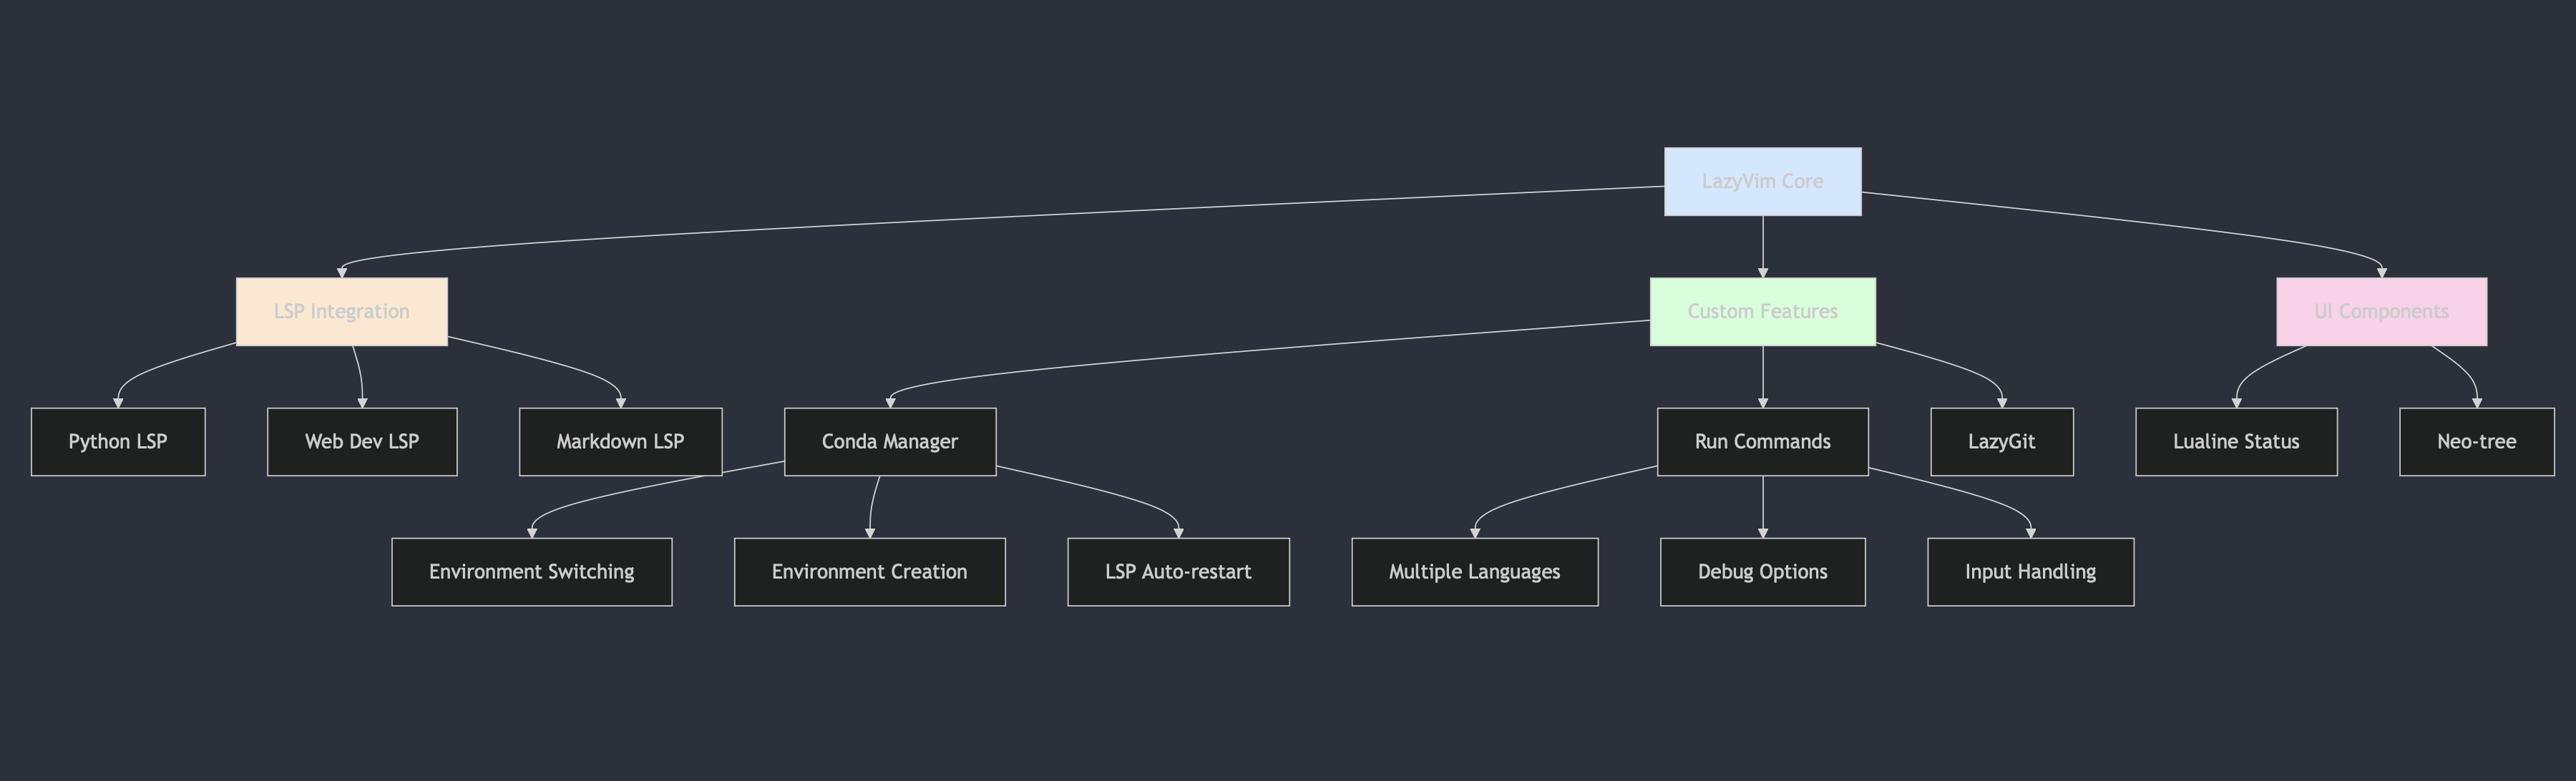 LazyVim Core
LSP Integration
Custom Features
UI Components
Python LSP
Web Dev LSP
Markdown LSP
Conda Manager
Run Commands
LazyGit
Lualine Status
Neo-tree
Environment Switching
Environment Creation
LSP Auto-restart
Multiple Languages
Debug Options
Input Handling